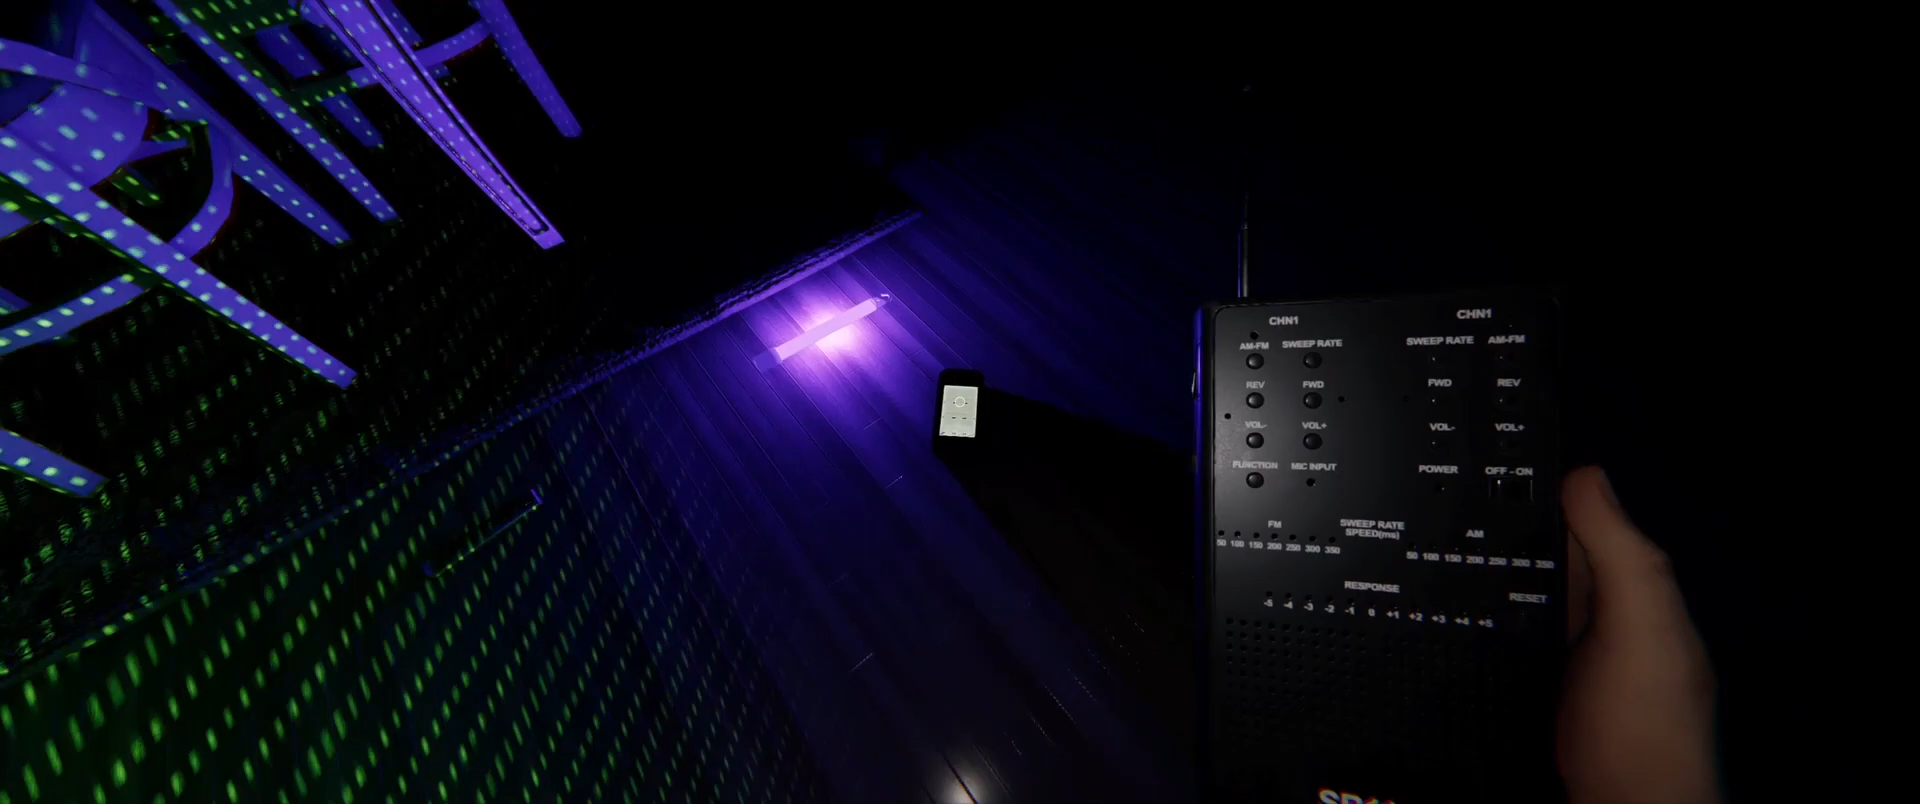 CHN1 CHN1
AM-FM SWEEP RATE SWEEP RATE AM-FM
REV FWD FWD REV
VOL- VOL+ VOL- VOL+
FUNCTION MIC INPUT POWER OFF - ON
FM SWEEP RATE AM
SPEED(ms)
50 100 150 200 250 300 350 50 100 150 200 250 300 350
RESPONSE RESET
-5 -4 -3 -2 -1 0 +1 +2 +3 +4 +5